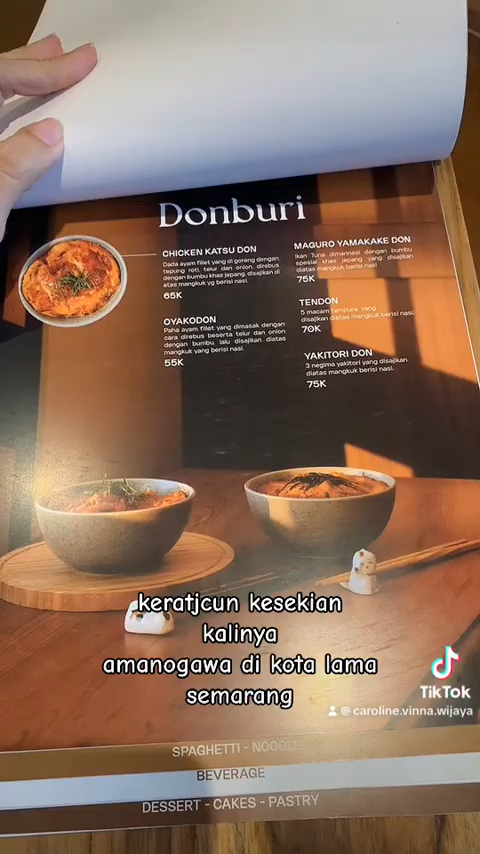 Donburi
CHICKEN KATSU DON
Dada ayam filet yang di goreng dengan
tepung roti, telur dan onion, direbus
dengan bumbu khas jepang, disajikan di
atas mangkuk yg berisi nasi.
65K
OYAKODON
Paha ayam filet yang dimasak dengan
cara direbus beserta telur dan onion
dengan bumbu, lalu disajikan diatas
mangkuk yang berisi nasi.
55K
MAGURO YAMAKAKE DON
Ikan Tuna dimarinasi dengan bumbu
spesial khas jepang yang disajikan
diatas mangkuk berisi nasi
75K
TENDON
5 macam tempura yang
disajikan diatas mangkuk berisi nasi.
70K
YAKITORI DON
3 negima yakitori yang disajikan
diatas mangkuk berisi nasi.
75K
keratjcun kesekian
kalinya
amanogawa di kota lama
semarang
TikTok
@caroline.vinna.wijaya
SPAGHETTI - NOODLE
BEVERAGE
DESSERT - CAKES - PASTRY